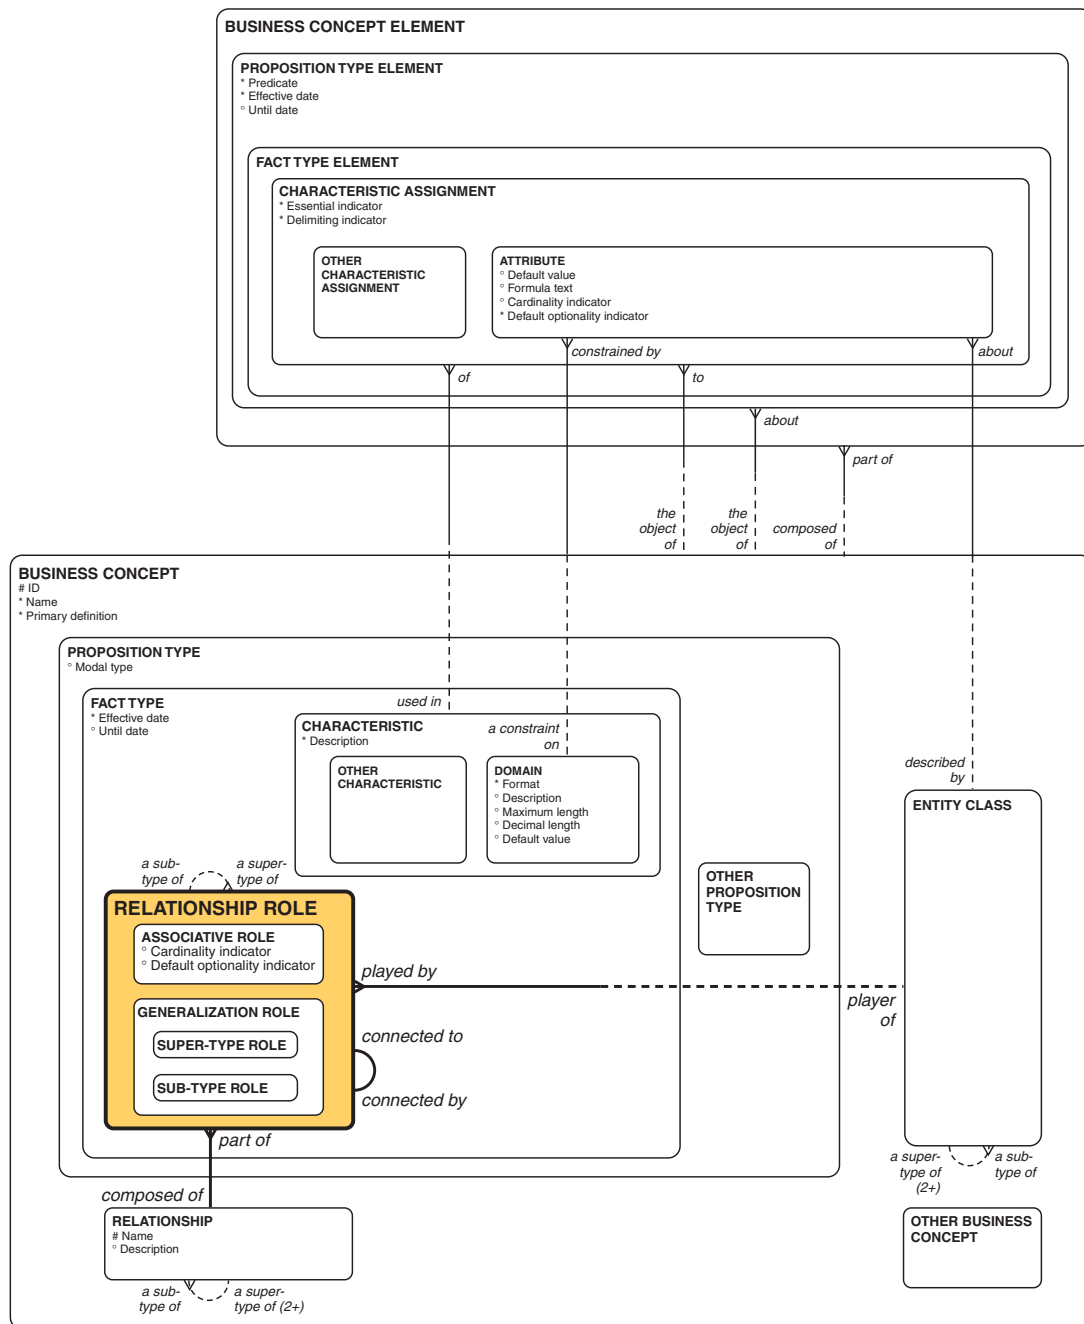 BUSINESS CONCEPT ELEMENT
PROPOSITION TYPE ELEMENT
* Predicate
* Effective date
° Until date
FACT TYPE ELEMENT
CHARACTERISTIC ASSIGNMENT
* Essential indicator
* Delimiting indicator
OTHER
CHARACTERISTIC
ASSIGNMENT
ATTRIBUTE
° Default value
° Formula text
° Cardinality indicator
* Default optionality indicator
constrained by
about
of
to
about
part of
the
object
of
the
object
of
composed
of
BUSINESS CONCEPT
# ID
* Name
* Primary definition
PROPOSITION TYPE
° Modal type
FACT TYPE
* Effective date
° Until date
used in
CHARACTERISTIC
* Description
a constraint
on
OTHER
CHARACTERISTIC
DOMAIN
* Format
° Description
° Maximum length
° Decimal length
° Default value
described
by
ENTITY CLASS
a sub-
type of
a super-
type of
OTHER
PROPOSITION
TYPE
RELATIONSHIP ROLE
ASSOCIATIVE ROLE
° Cardinality indicator
° Default optionality indicator
played by
player
of
GENERALIZATION ROLE
SUPER-TYPE ROLE
SUB-TYPE ROLE
connected to
connected by
part of
composed of
a super-
type of
(2+)
a sub-
type of
RELATIONSHIP
# Name
° Description
OTHER BUSINESS
CONCEPT
a sub-
type of
a super-
type of (2+)